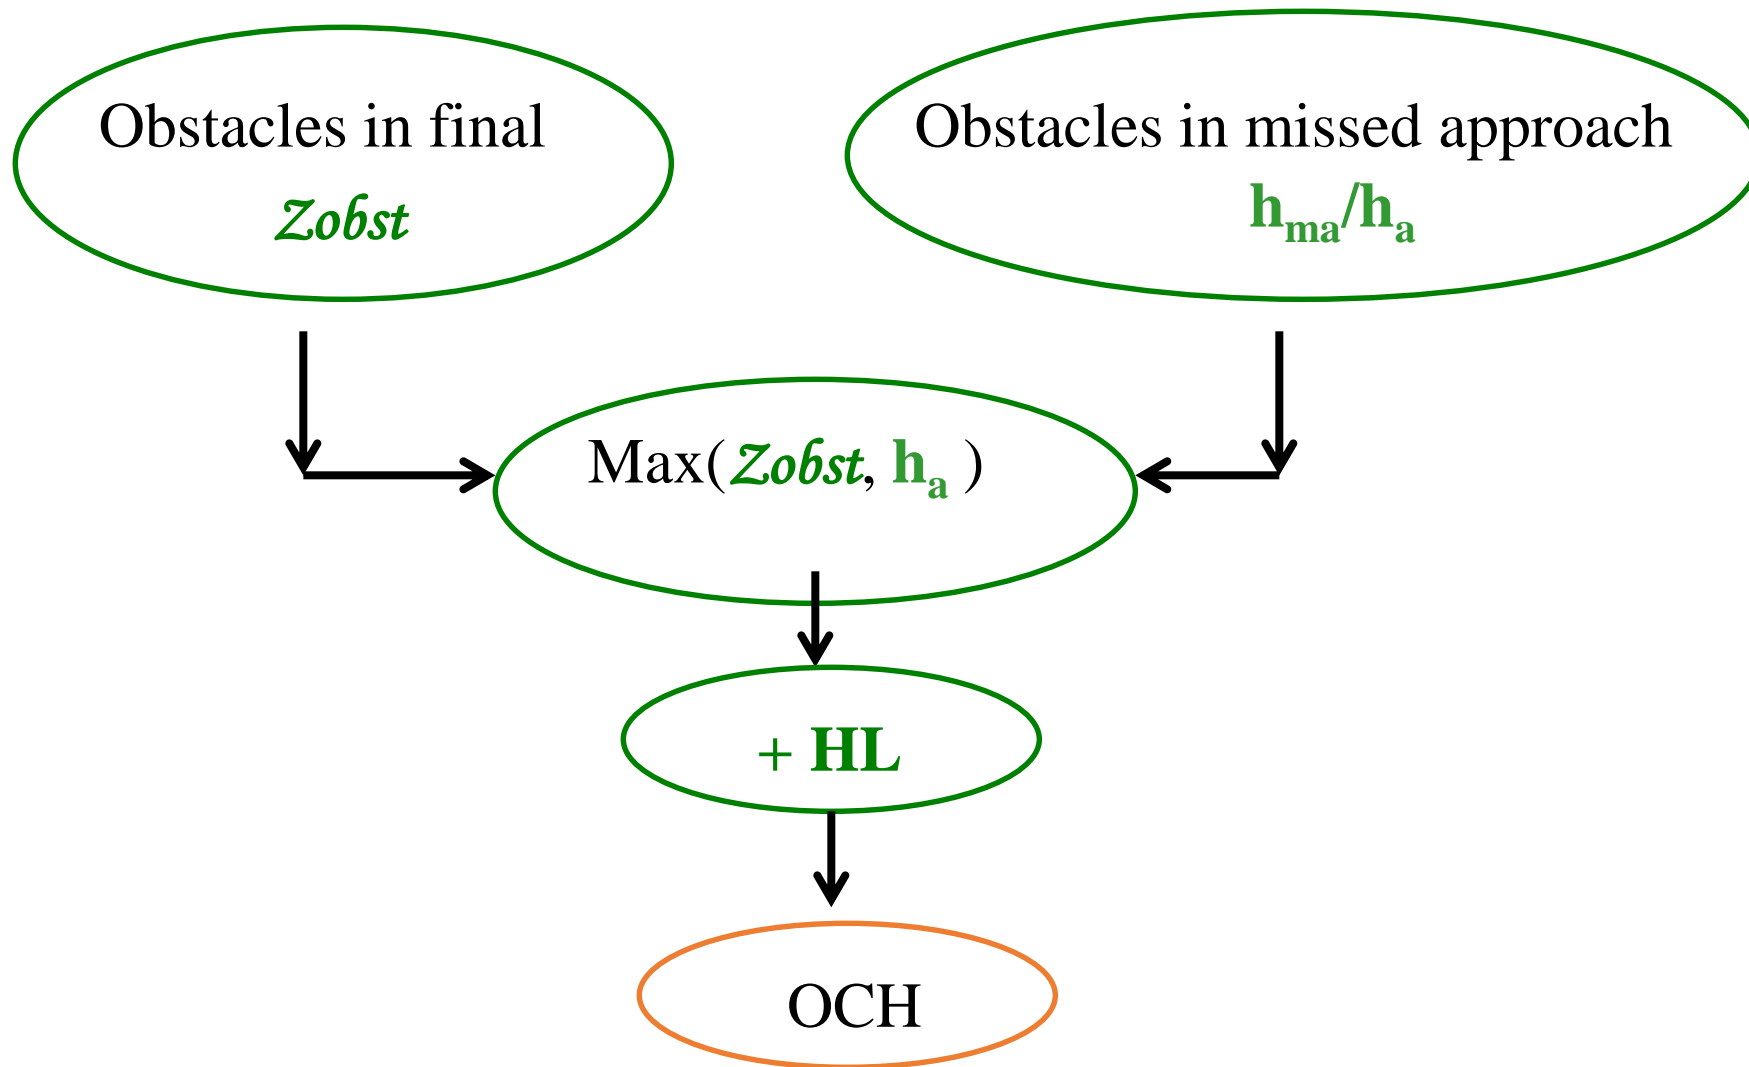 Obstacles in final
Zobst
Obstacles in missed approach
hma/ha
Max(Zobst, ha )
+ HL
OCH